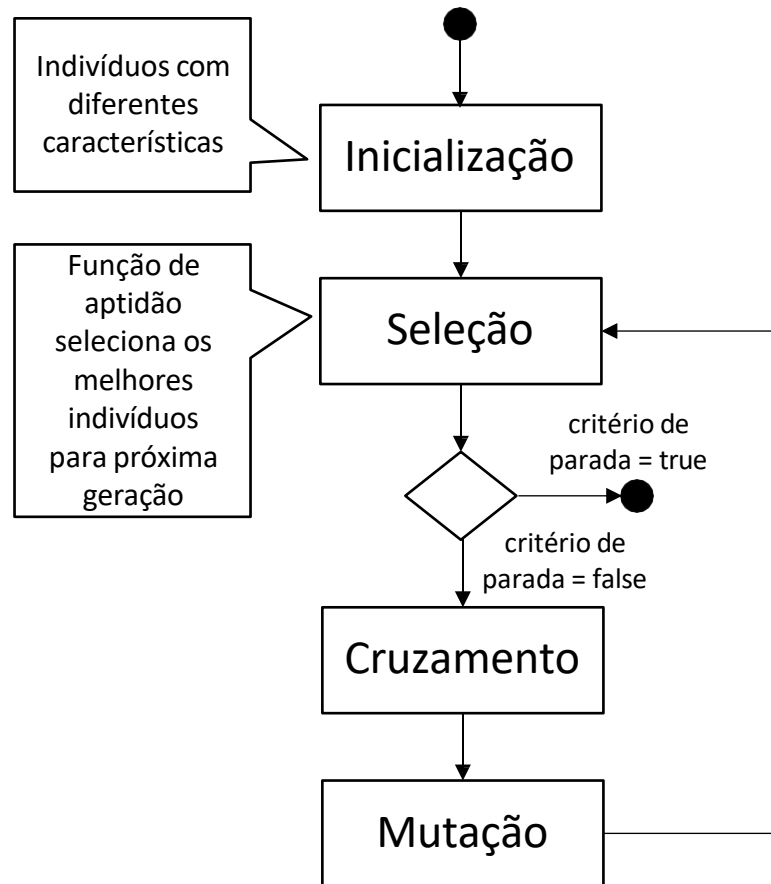 Indivíduos com
diferentes
característicias
Inicialização
Função de
aptidão
seleciona os
melhores
indivíduos
para próxima
geração
Seleção
critério de
parada = true
critério de
parada = false
Cruzamento
Mutação